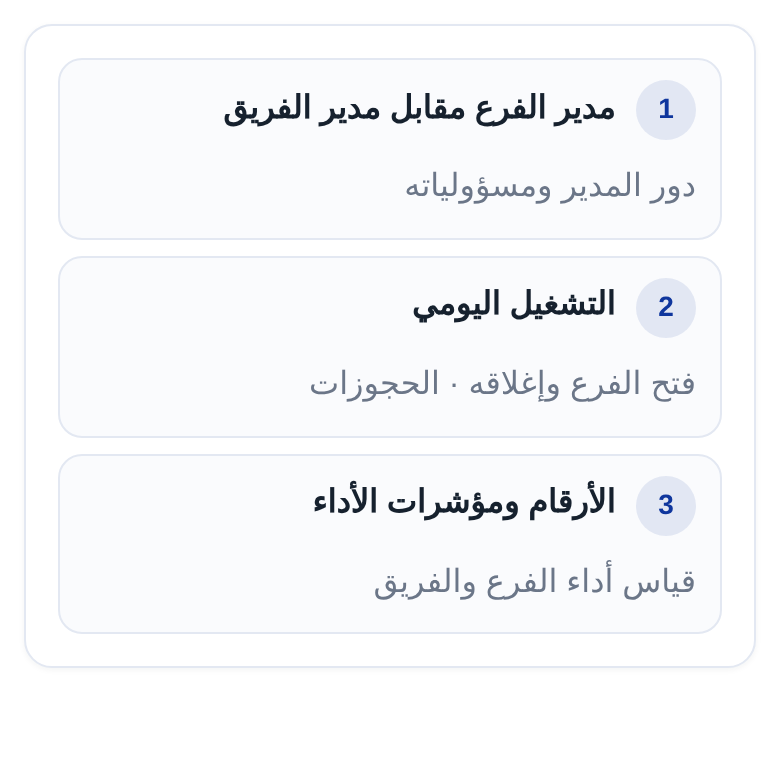 1 مدير الفرع مقابل مدير الفريق
دور المدير ومسؤولياته
2 التشغيل اليومي
فتح الفرع وإغلاقه · الحجوزات
3 الأرقام ومؤشرات الأداء
قياس أداء الفرع والفريق